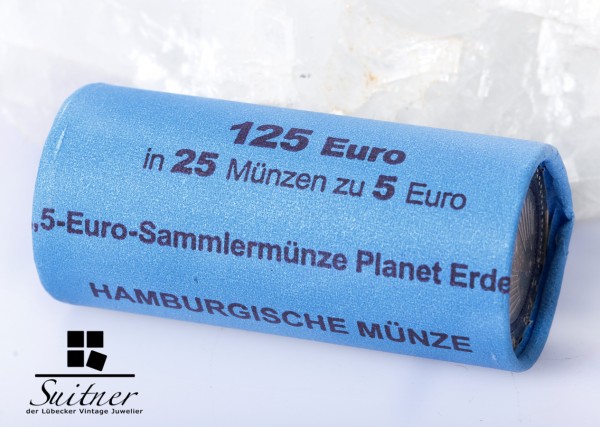 125 Euro
in 25 Münzen zu 5 Euro
„5-Euro-Sammlermünze Planet Erde
HAMBURGISCHE MÜNZE
Suitner
der Lübecker Vintage Juwelier